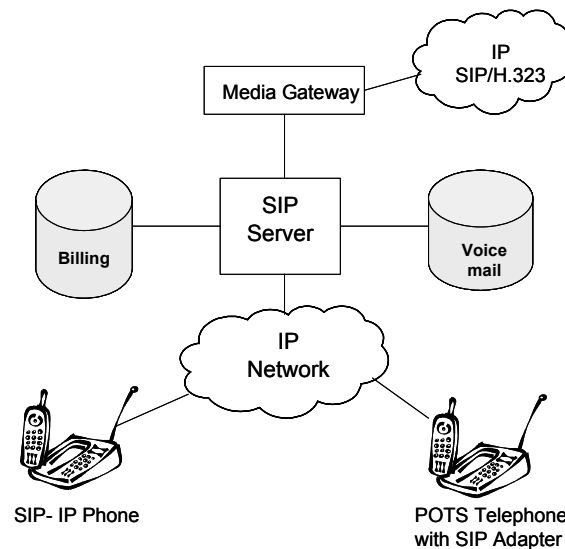 IP
SIP/H.323
Media Gateway
SIP
Server
Billing
Voice
mail
IP
Network
SIP- IP Phone
POTS Telephone
with SIP Adapter